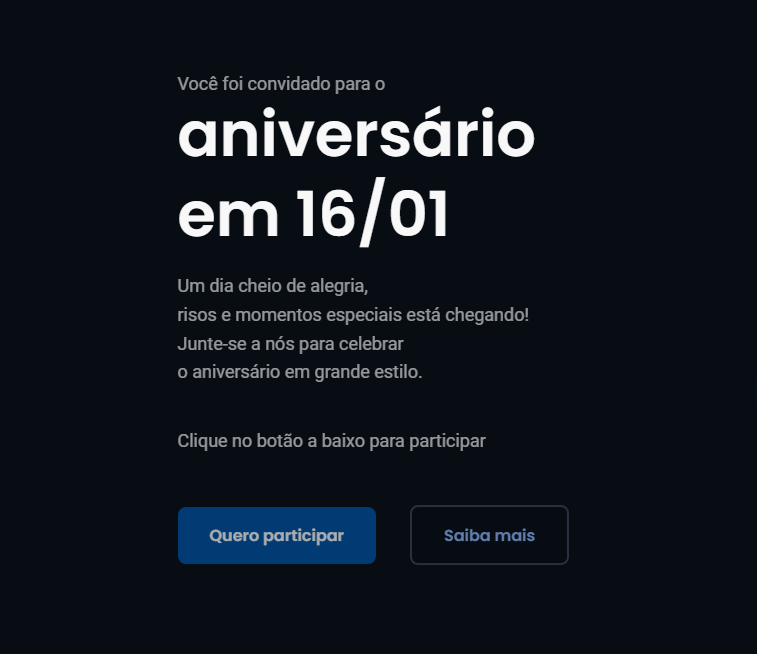 Você foi convidado para o
aniversário
em 16/01
Um dia cheio de alegria,
risos e momentos especiais está chegando!
Junte-se a nós para celebrar
o aniversário em grande estilo.
Clique no botão a baixo para participar
Quero participar
Saiba mais